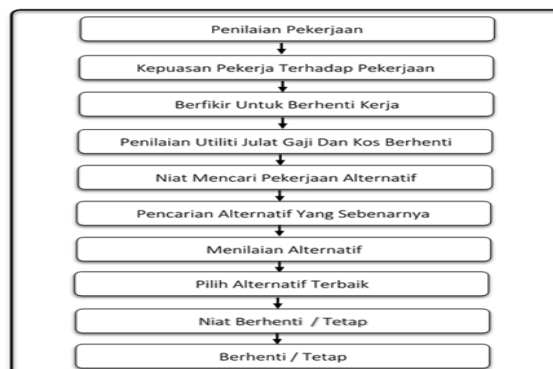 Penilaian Pekerjaan
Kepuasan Pekerja Terhadap Pekerjaan
Berfikir Untuk Berhenti Kerja
Penilaian Utiliti Julat Gaji Dan Kos Berhenti
Niat Mencari Pekerjaan Alternatif
Pencarian Alternatif Yang Sebenarnya
Menilaian Alternatif
Pilih Alternatif Terbaik
Niat Berhenti / Tetap
Berhenti / Tetap